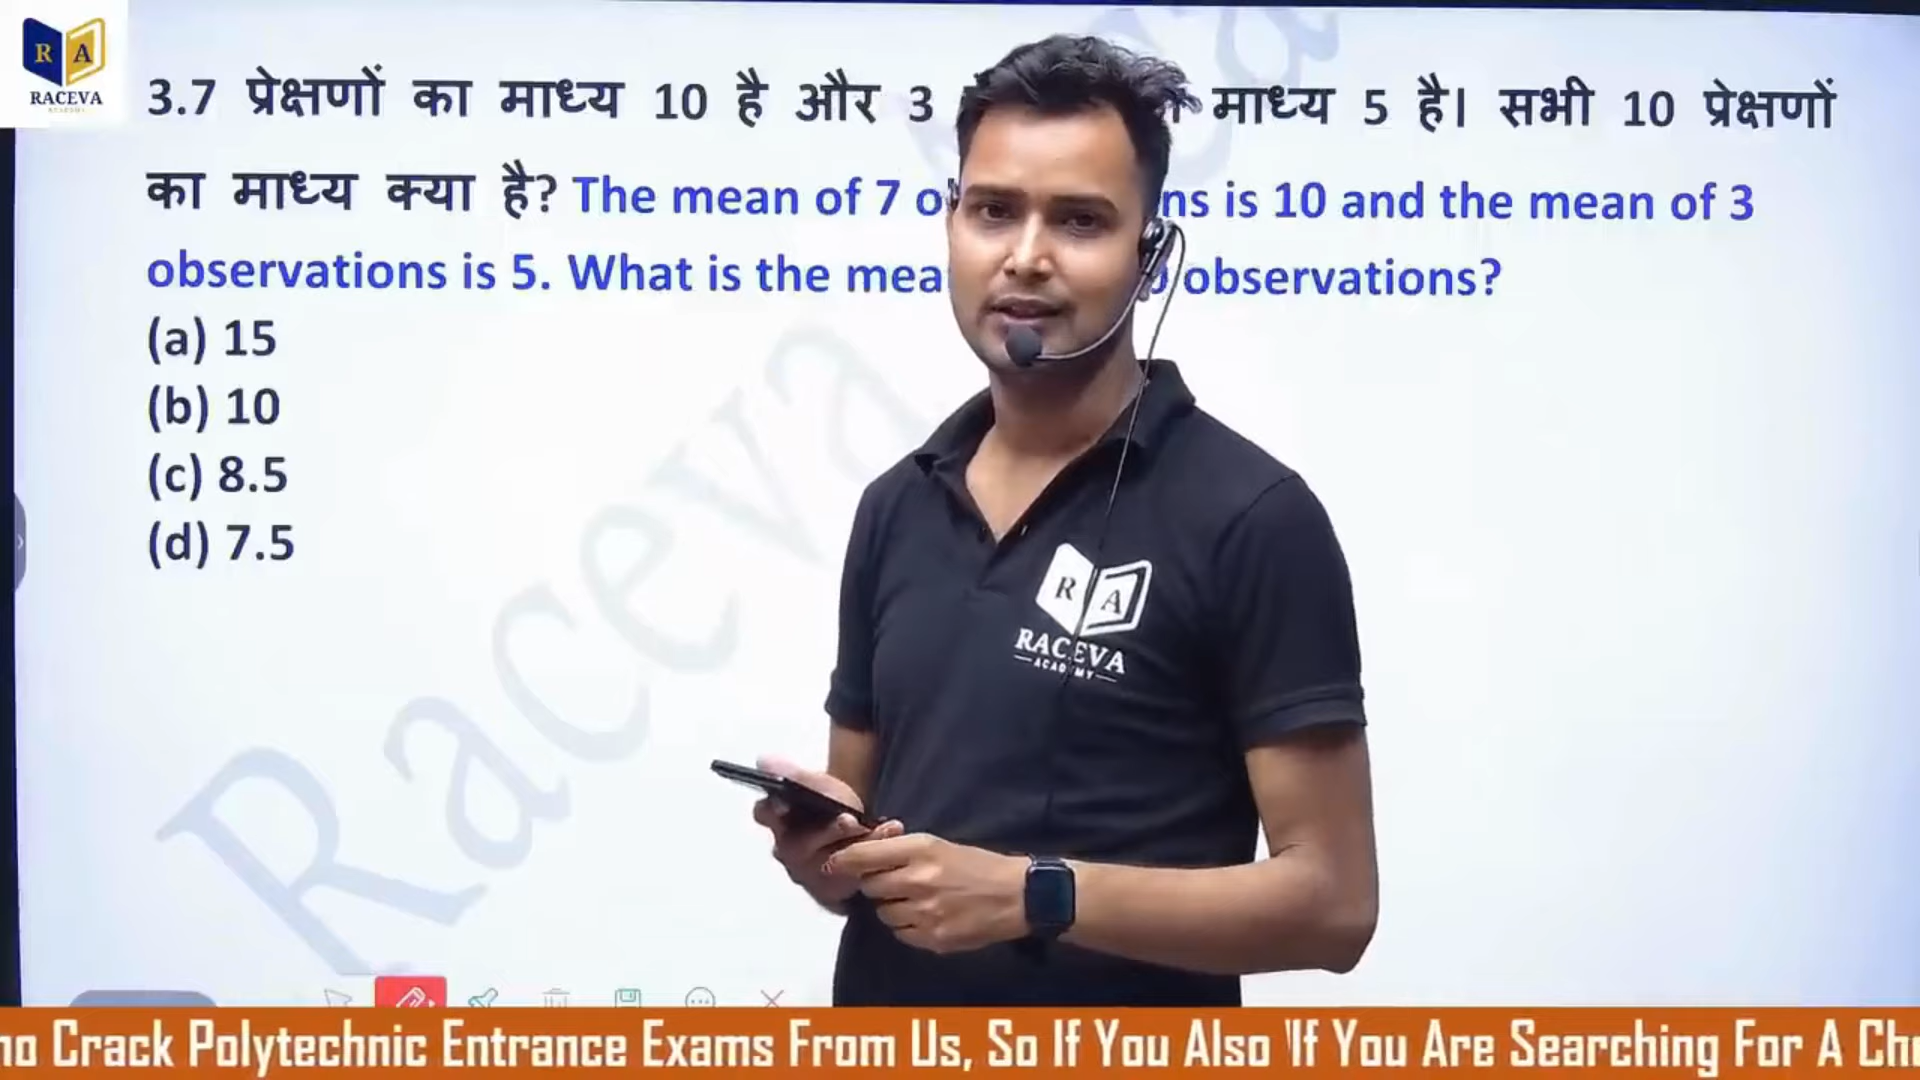 R A
RACEVA
3.7 प्रेक्षणों का माध्य 10 है और 3 माध्य 5 है। सभी 10 प्रेक्षणों
का माध्य क्या है? The mean of 7 is 10 and the mean of 3
observations is 5. What is the observations?
(a) 15
(b) 10
(c) 8.5
(d) 7.5
Raceva
R A
RACEVA
ACADEMY
Crack Polytechnic Entrance Exams From Us, So If You Also 'If You Are Searching For A